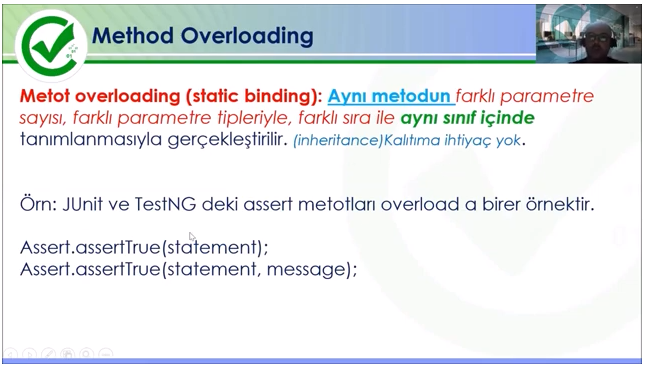 Method Overloading
Metot overloading (static binding): Aynı metodun farklı parametre
sayısı, farklı parametre tipleriyle, farklı sıra ile aynı sınıf içinde
tanımlanmasıyla gerçekleştirilir. (inheritance)Kalıtıma ihtiyaç yok.
Örn: JUnit ve TestNG deki assert metotları overload a birer örnektir.
Assert.assertTrue(statement);
Assert.assertTrue(statement, message);